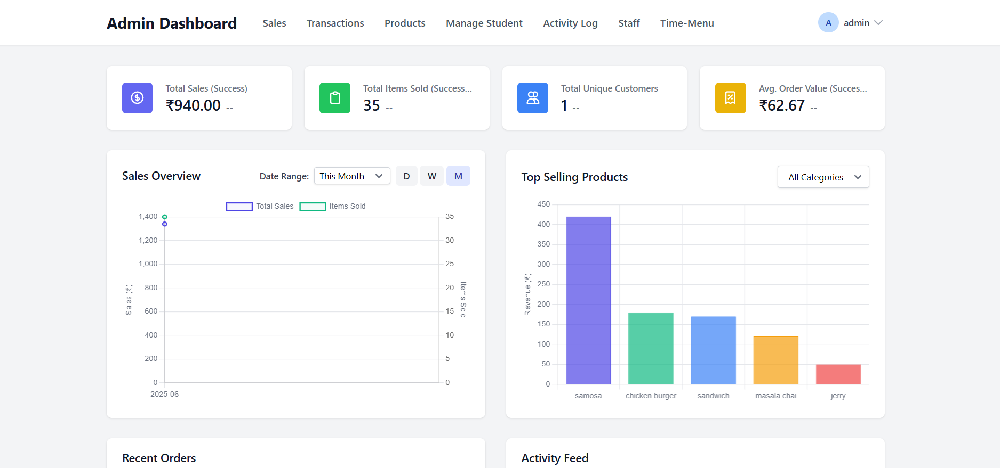 Admin Dashboard
Sales
Transactions
Products
Manage Student
Activity Log
Staff
Time-Menu
A
admin
Total Sales (Success)
₹940.00 --
Total Items Sold (Success...
35 --
Total Unique Customers
1 --
Avg. Order Value (Succes...
₹62.67 --
Sales Overview
Date Range:
This Month
D
W
M
Total Sales
Items Sold
1,400
1,200
1,000
800
600
400
200
0
Sales (₹)
35
30
25
20
15
10
5
0
Items Sold
2025-06
Top Selling Products
All Categories
450
400
350
300
250
200
150
100
50
0
Revenue (₹)
samosa
chicken burger
sandwich
masala chai
jerry
Recent Orders
Activity Feed